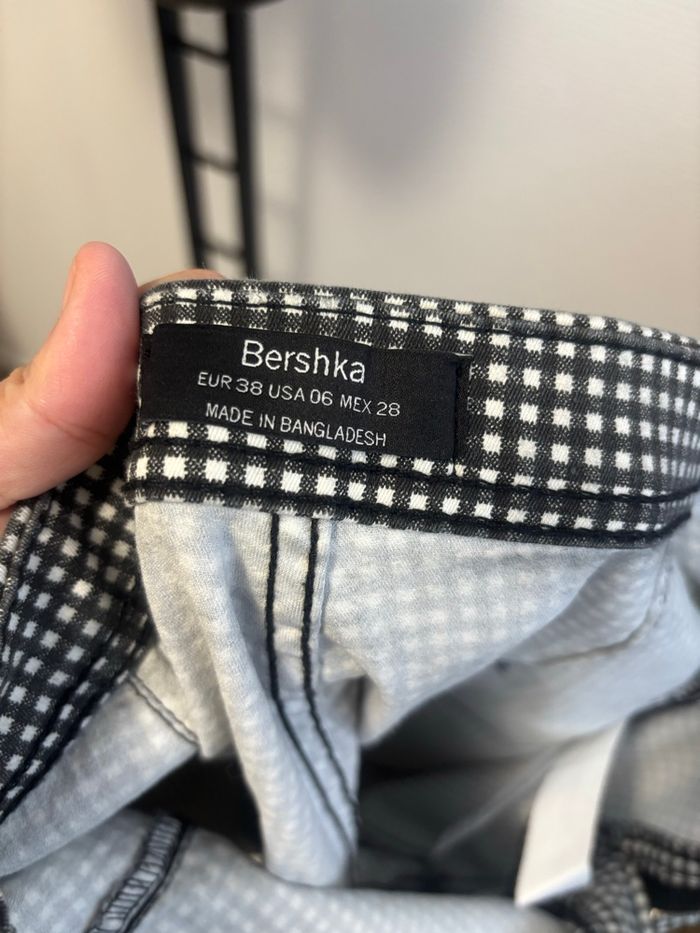 Bershka
EUR 38 USA 06 MEX 28
MADE IN BANGLADESH